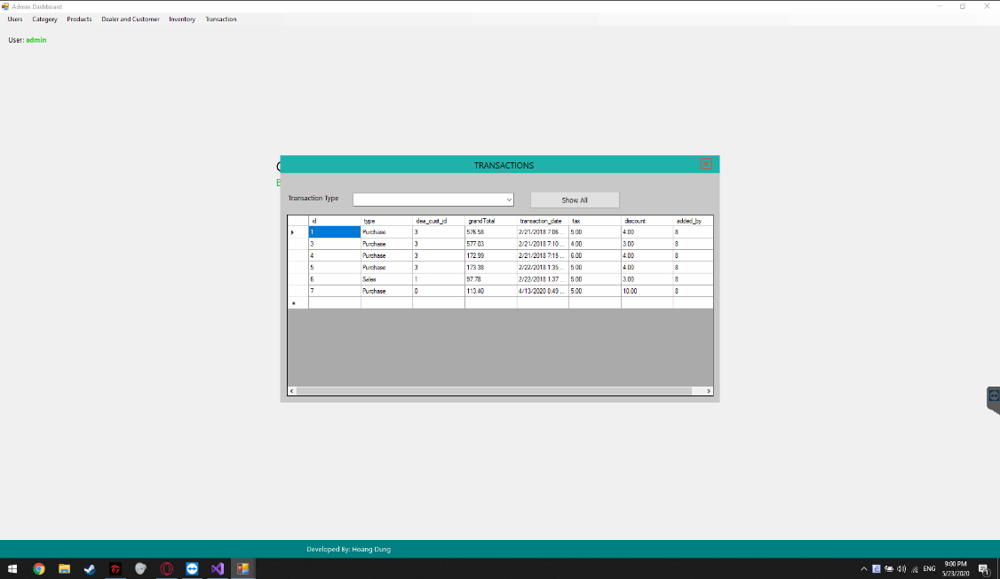 Admin Dashboard
Users Category Products Dealer and Customer Inventory Transaction
User: admin
TRANSACTIONS
Transaction Type Show All
id type dea_cust_id grandTotal transaction_date tax discount added_by
1 Purchase 3 576.58 2/21/2018 7:06 ... 5.00 4.00 8
3 Purchase 3 577.03 2/21/2018 7:10 ... 4.00 3.00 8
4 Purchase 3 172.99 2/21/2018 7:15 ... 6.00 4.00 8
5 Purchase 3 173.38 2/22/2018 1:35 ... 5.00 4.00 8
6 Sales 1 97.78 2/22/2018 1:37 ... 5.00 3.00 8
7 Purchase 0 113.40 4/13/2020 8:49 ... 5.00 10.00 8
Developed By: Hoang Dung
ENG
9:00 PM
5/23/2020